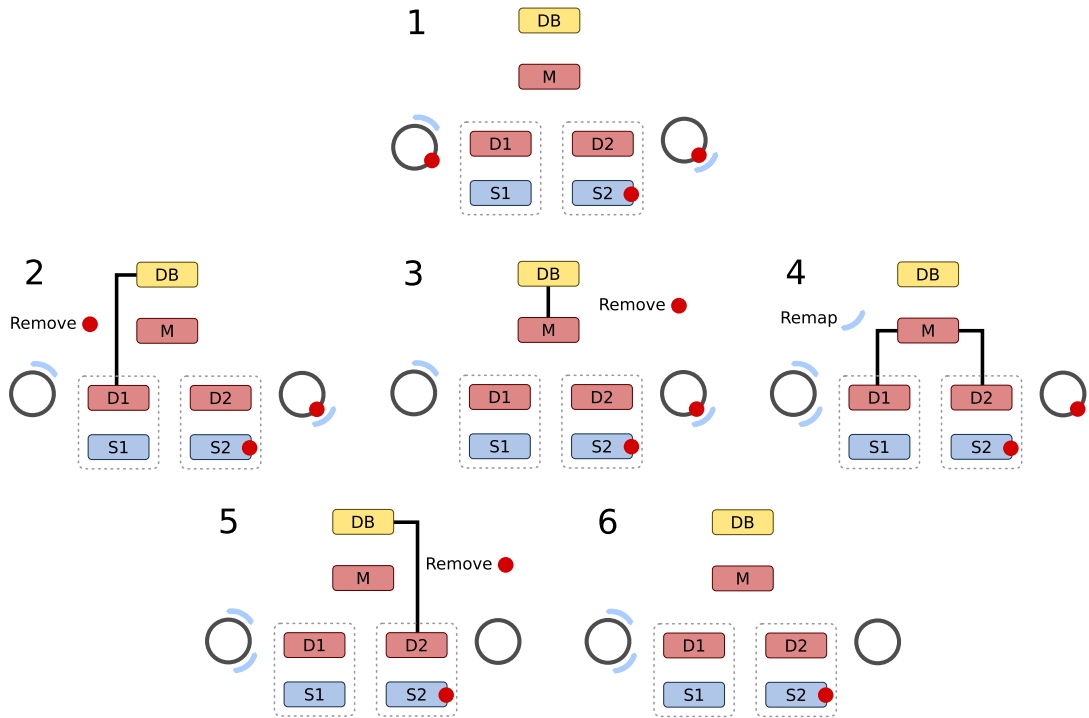 1
DB
M
D1 D2
S1 S2
2
DB
Remove
M
D1 D2
S1 S2
3
DB
Remove
M
D1 D2
S1 S2
4
DB
Remap
M
D1 D2
S1 S2
5
DB
Remove
M
D1 D2
S1 S2
6
DB
M
D1 D2
S1 S2